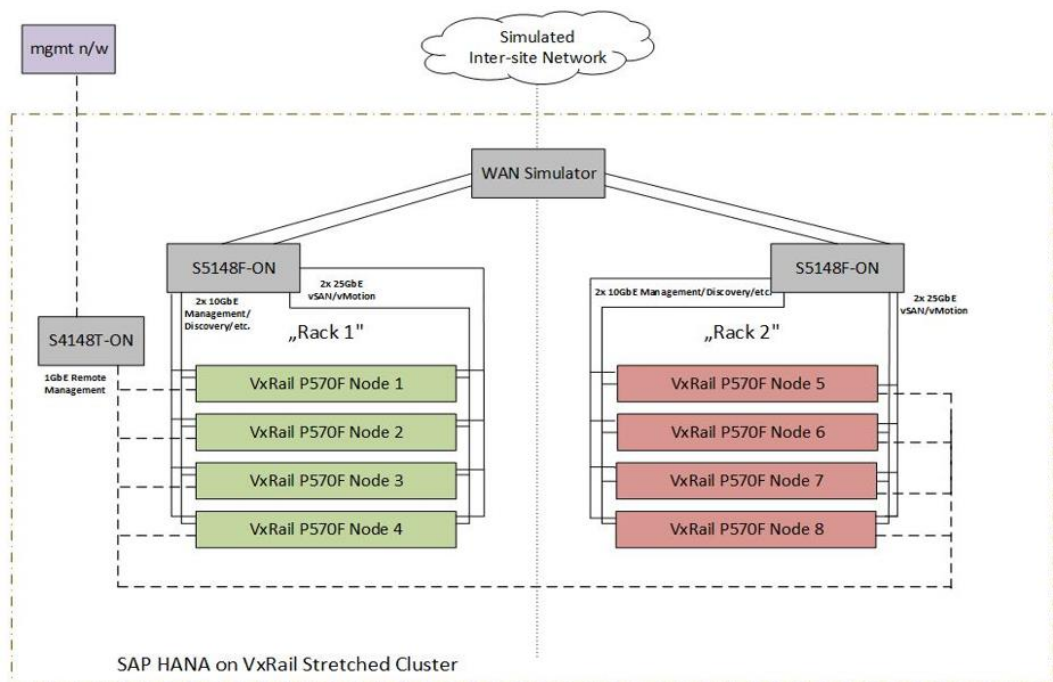 mgmt n/w
Simulated
Inter-site Network
WAN Simulator
S5148F-ON
S5148F-ON
2x 25GbE
vSAN/vMotion
2x 10GbE
Management/
Discovery/etc.
2x 10GbE Management/Discovery/etc.
2x 25GbE
vSAN/vMotion
S4148T-ON
„Rack 1"
„Rack 2"
1GbE Remote
Management
VxRail P570F Node 1
VxRail P570F Node 5
VxRail P570F Node 2
VxRail P570F Node 6
VxRail P570F Node 3
VxRail P570F Node 7
VxRail P570F Node 4
VxRail P570F Node 8
SAP HANA on VxRail Stretched Cluster